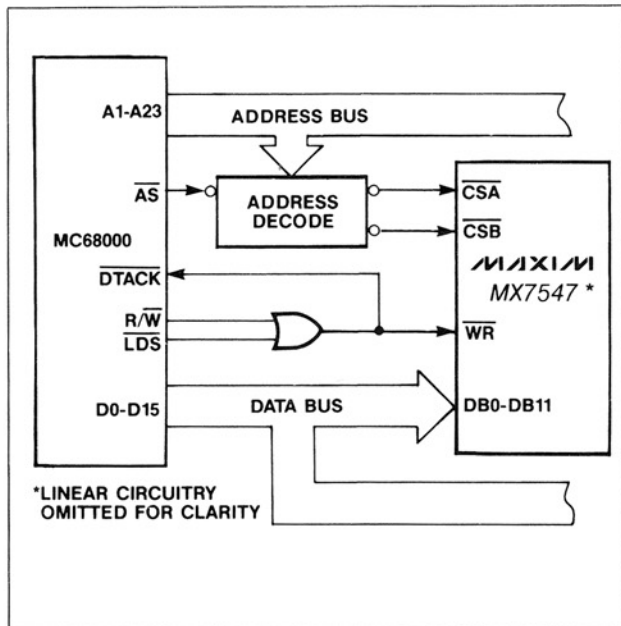 A1-A23
ADDRESS BUS
AS
ADDRESS
DECODE
CSA
CSB
MC68000
MAXIM
MX7547 *
DTACK
R/W
LDS
WR
D0-D15
DATA BUS
DB0-DB11
*LINEAR CIRCUITRY
OMITTED FOR CLARITY